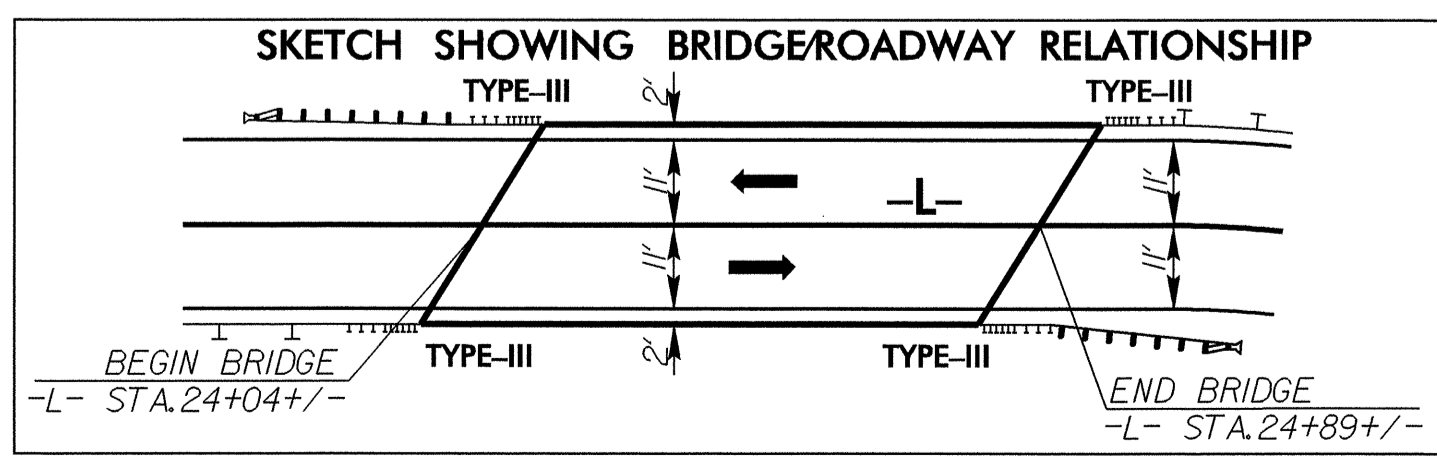 SKETCH SHOWING BRIDGE/ROADWAY RELATIONSHIP
TYPE-III
2'
TYPE-III
11'
-L-
11'
11'
11'
TYPE-III
2'
TYPE-III
BEGIN BRIDGE
-L- STA.24+04+/-
END BRIDGE
-L- STA.24+89+/-